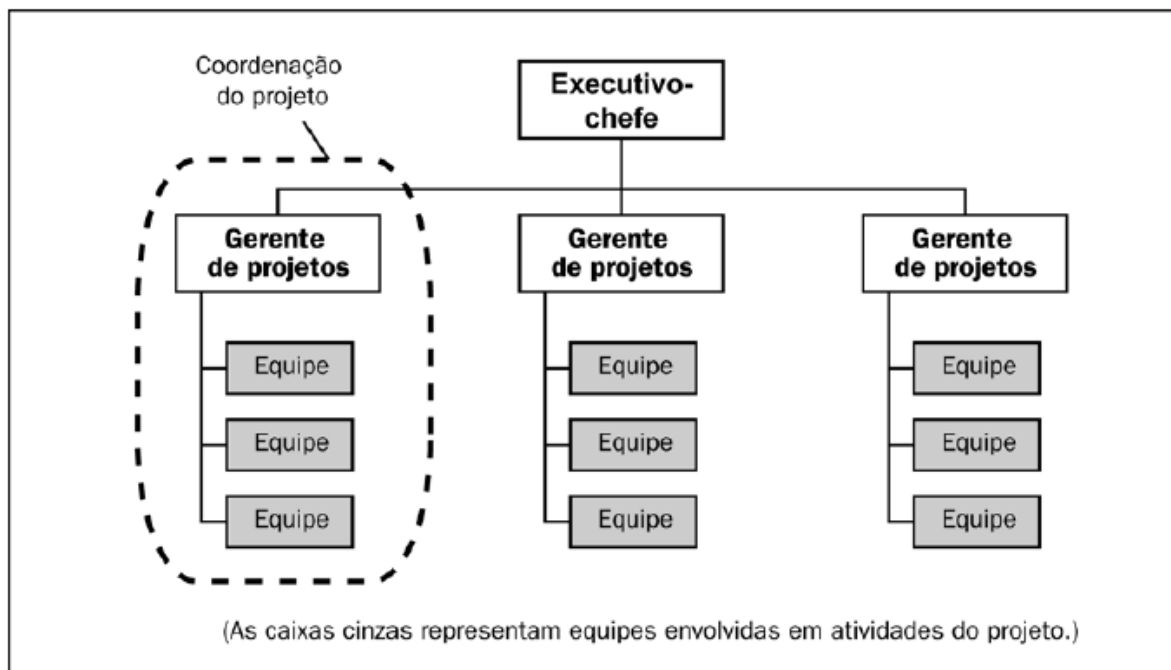 Coordenação
do projeto
Executivo-
chefe
Gerente
de projetos
Gerente
de projetos
Gerente
de projetos
Equipe
Equipe
Equipe
Equipe
Equipe
Equipe
Equipe
Equipe
Equipe
(As caixas cinzas representam equipes envolvidas em atividades do projeto.)